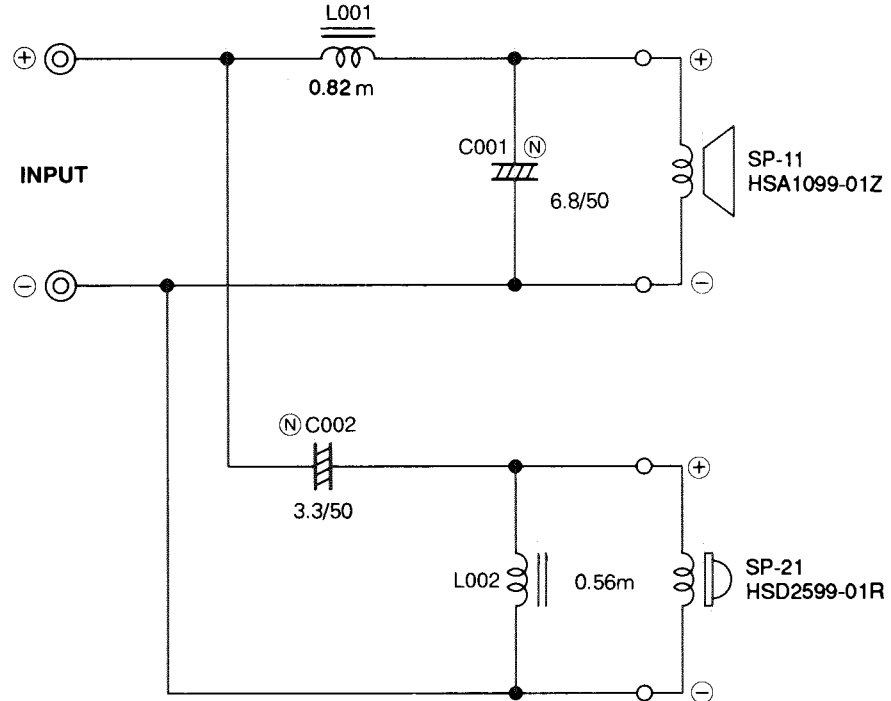 L001
⊕
0.82 m
⊕
C001 Ⓝ
SP-11
HSA1099-01Z
INPUT
6.8/50
⊖
⊖
Ⓝ C002
⊕
3.3/50
L002
0.56m
SP-21
HSD2599-01R
⊖